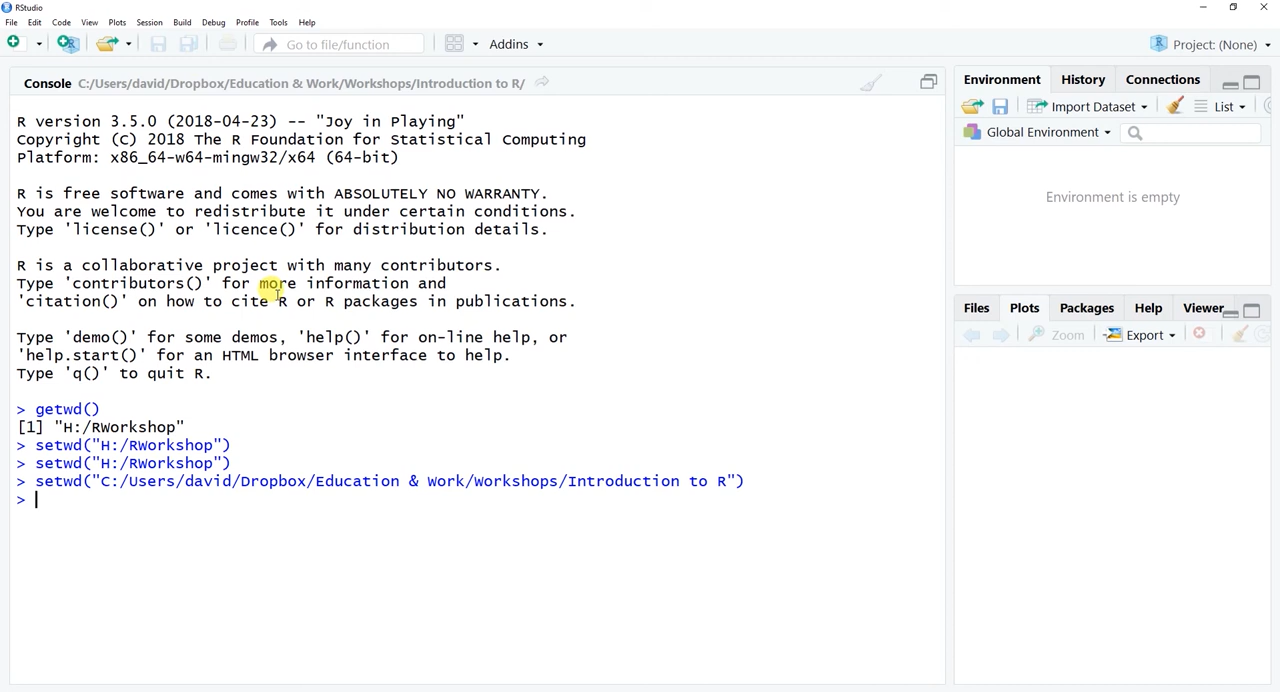 RStudio
File Edit Code View Plots Session Build Debug Profile Tools Help
Go to file/function Addins Project: (None)
Console C:/Users/david/Dropbox/Education & Work/Workshops/Introduction to R/
R version 3.5.0 (2018-04-23) -- "Joy in Playing"
Copyright (C) 2018 The R Foundation for Statistical Computing
Platform: x86_64-w64-mingw32/x64 (64-bit)
R is free software and comes with ABSOLUTELY NO WARRANTY.
You are welcome to redistribute it under certain conditions.
Type 'license()' or 'licence()' for distribution details.
R is a collaborative project with many contributors.
Type 'contributors()' for more information and
'citation()' on how to cite R or R packages in publications.
Type 'demo()' for some demos, 'help()' for on-line help, or
'help.start()' for an HTML browser interface to help.
Type 'q()' to quit R.
> getwd()
[1] "H:/RWorkshop"
> setwd("H:/RWorkshop")
> setwd("H:/RWorkshop")
> setwd("C:/Users/david/Dropbox/Education & Work/Workshops/Introduction to R")
>
Environment History Connections
Import Dataset List
Global Environment
Environment is empty
Files Plots Packages Help Viewer
Zoom Export